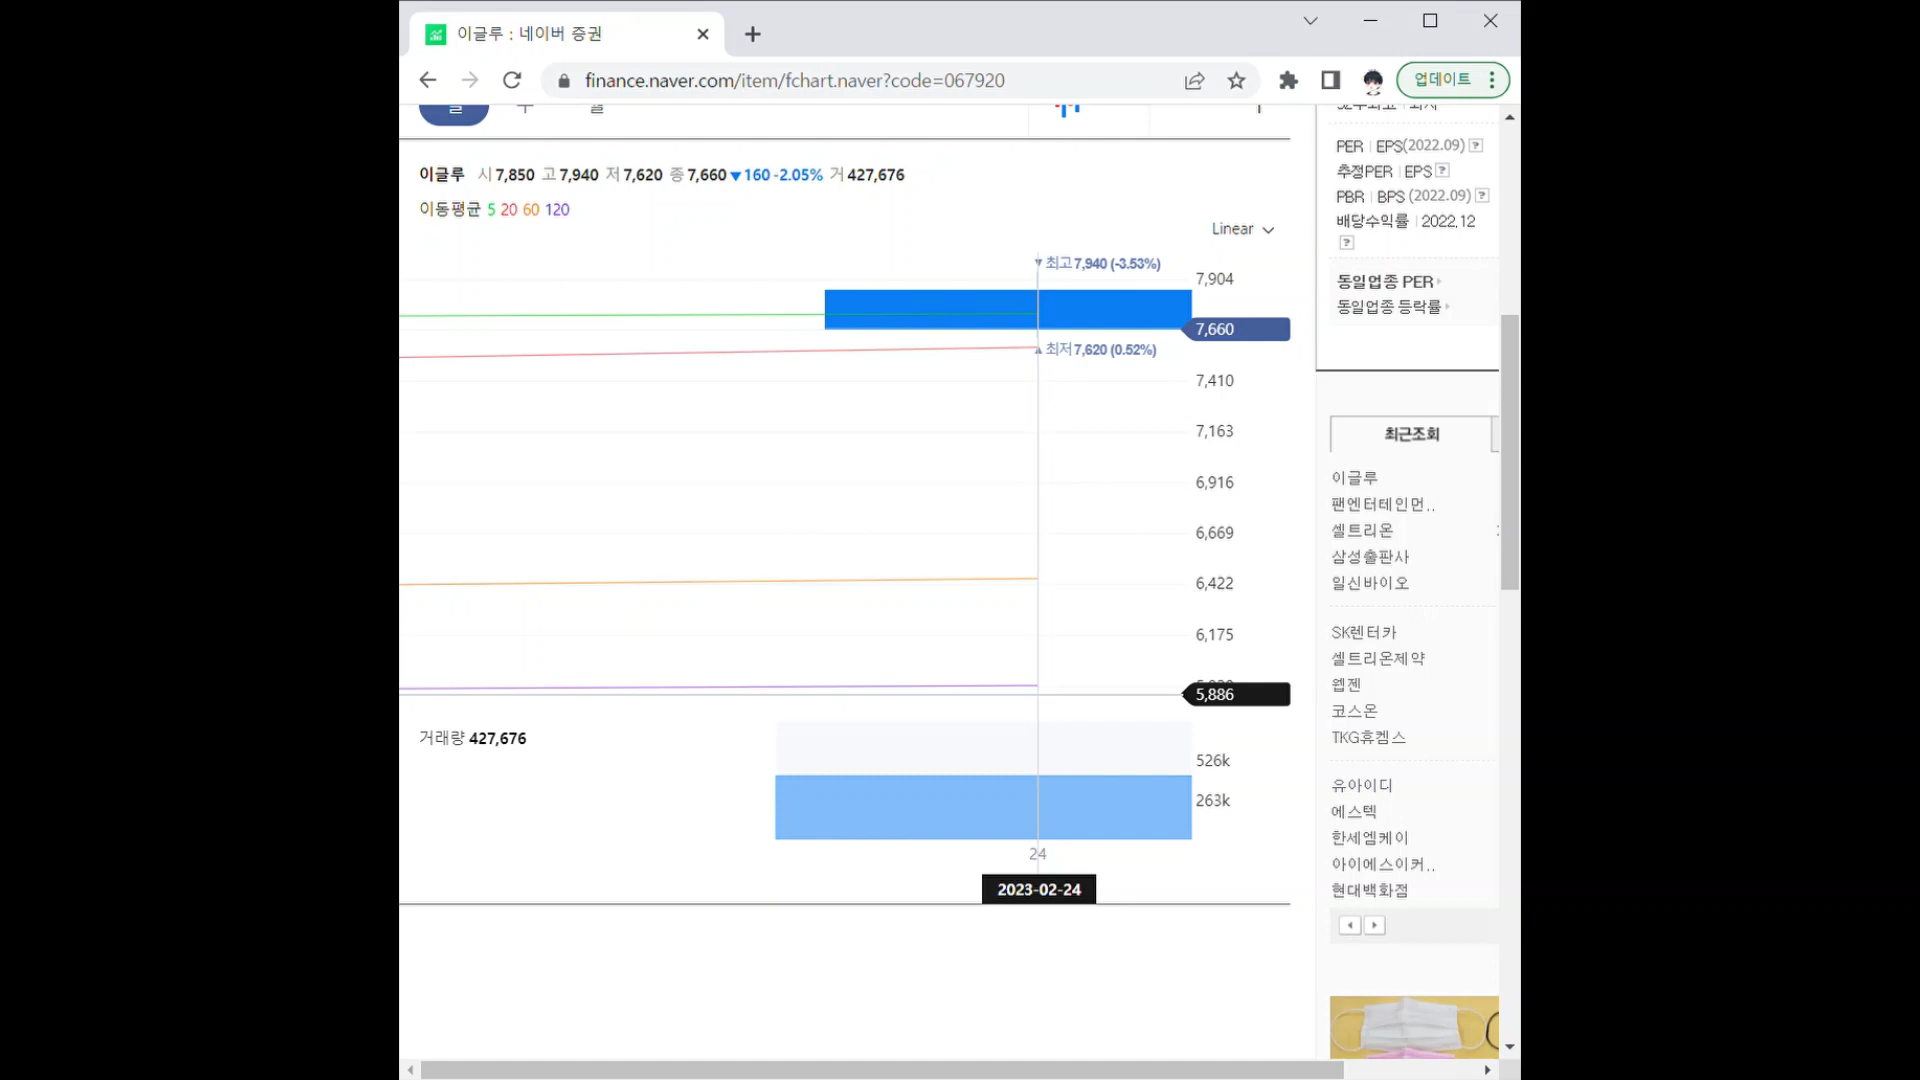 이글루 : 네이버 증권
finance.naver.com/item/fchart.naver?code=067920
업데이트
이글루 시 7,850 고 7,940 저 7,620 종 7,660 ▼160 -2.05% 거 427,676
이동평균 5 20 60 120
Linear
최고 7,940 (-3.53%)
7,904
7,660
최저 7,620 (0.52%)
7,410
7,163
6,916
6,669
6,422
6,175
5,886
거래량 427,676
526k
263k
24
2023-02-24
PER | EPS(2022.09) ?
추정PER | EPS ?
PBR | BPS (2022.09) ?
배당수익률 | 2022.12
?
동일업종 PER
동일업종 등락률
최근조회
이글루
팬엔터테인먼..
셀트리온
삼성출판사
일신바이오
SK렌터카
셀트리온제약
웹젠
코스온
TKG휴켐스
유아이디
에스텍
한세엠케이
아이에스이커..
현대백화점